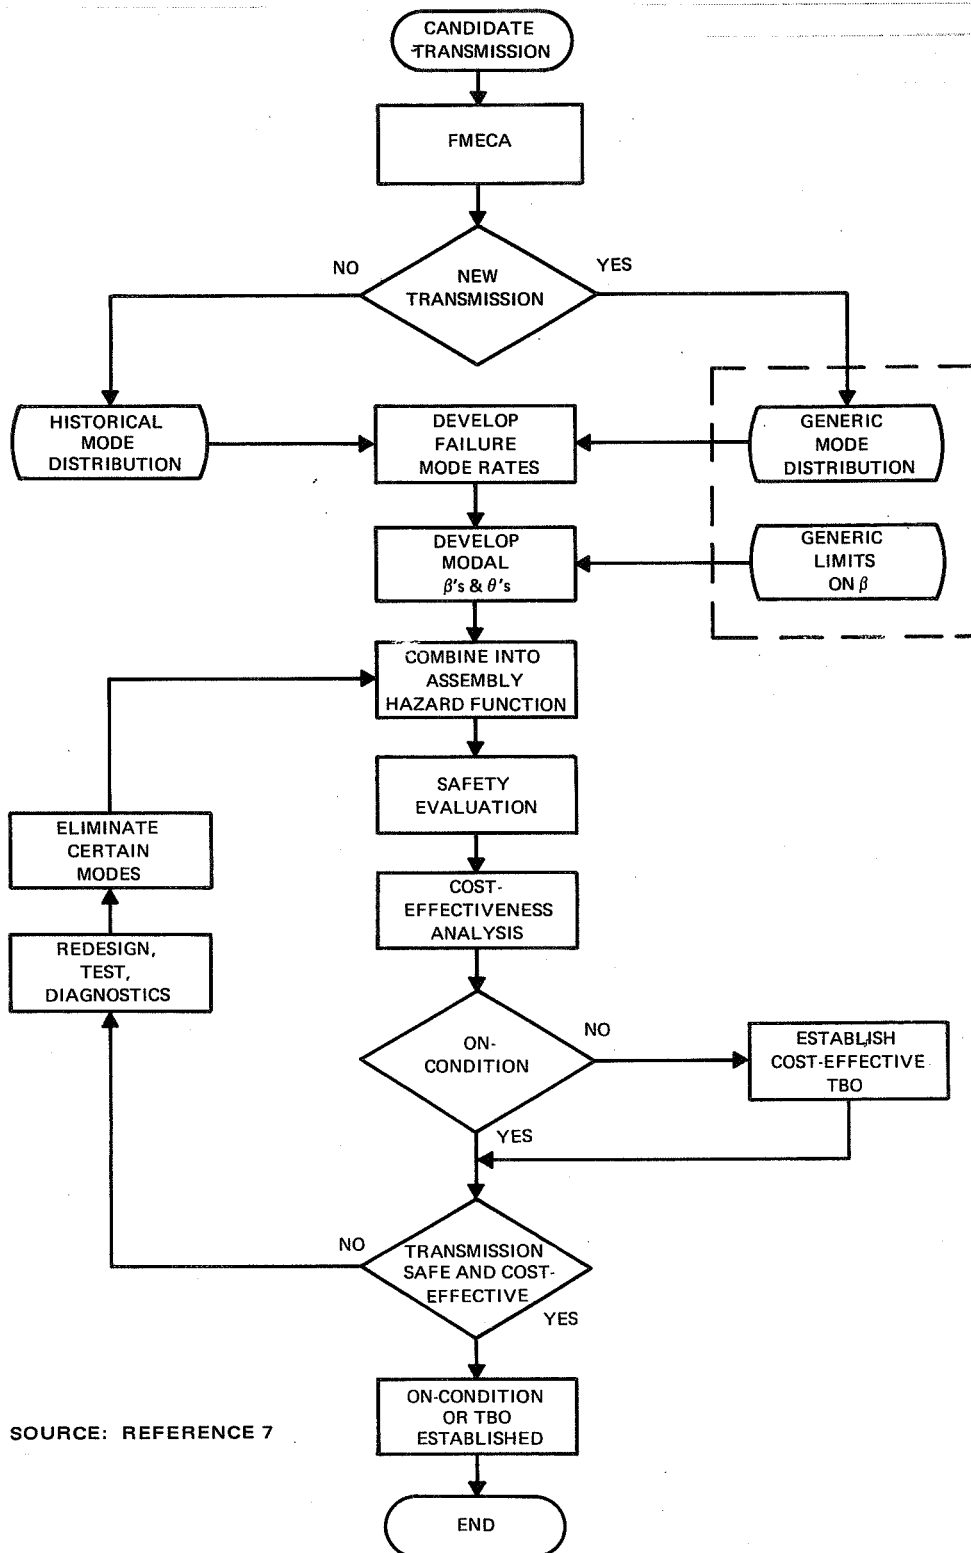 CANDIDATE
TRANSMISSION
FMECA
NO
YES
NEW
TRANSMISSION
HISTORICAL
MODE
DISTRIBUTION
DEVELOP
FAILURE
MODE RATES
GENERIC
MODE
DISTRIBUTION
DEVELOP
MODAL
β's & θ's
GENERIC
LIMITS
ON β
COMBINE INTO
ASSEMBLY
HAZARD FUNCTION
SAFETY
EVALUATION
ELIMINATE
CERTAIN
MODES
COST-
EFFECTIVENESS
ANALYSIS
REDESIGN,
TEST,
DIAGNOSTICS
ON-
CONDITION
NO
ESTABLISH
COST-EFFECTIVE
TBO
YES
NO
TRANSMISSION
SAFE AND COST-
EFFECTIVE
YES
ON-CONDITION
OR TBO
ESTABLISHED
SOURCE: REFERENCE 7
END